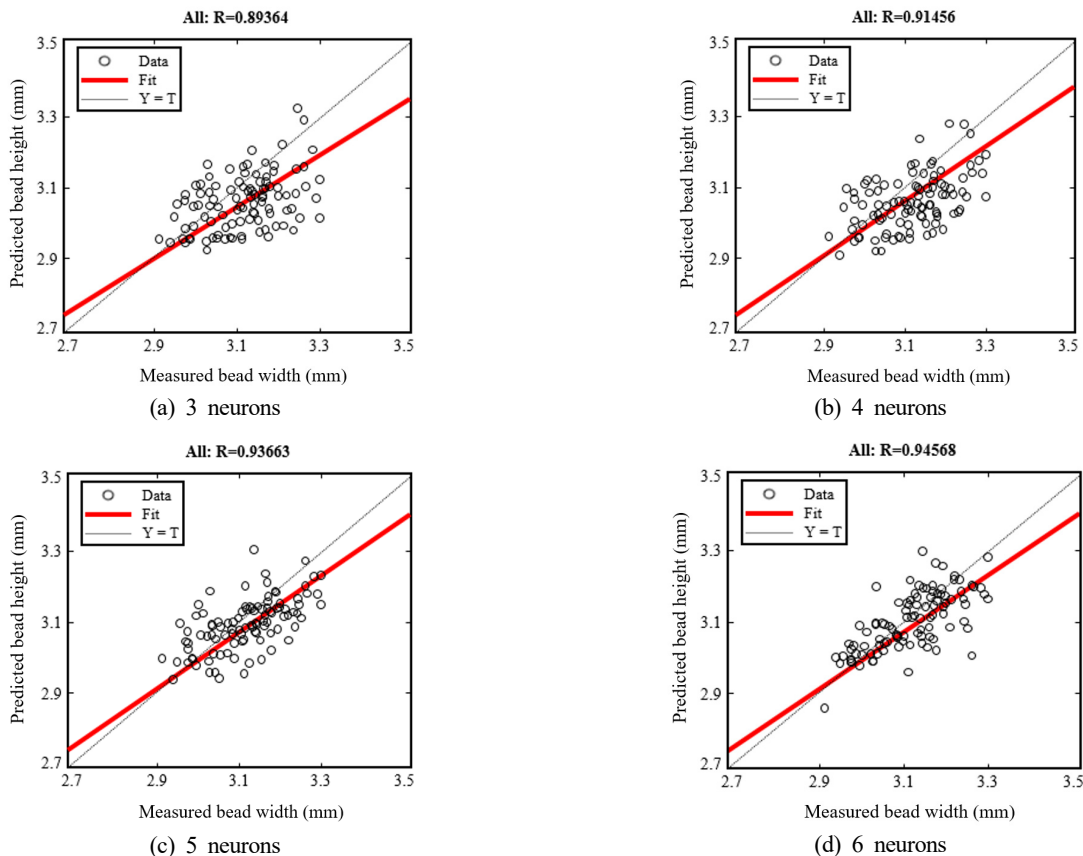 All: R=0.89364
3.5
3.3
3.1
2.9
2.7
Predicted bead height (mm)
Data
Fit
Y = T
2.7 2.9 3.1 3.3 3.5
Measured bead width (mm)
(a) 3 neurons
All: R=0.91456
3.5
3.3
3.1
2.9
2.7
Predicted bead height (mm)
Data
Fit
Y = T
2.7 2.9 3.1 3.3 3.5
Measured bead width (mm)
(b) 4 neurons
All: R=0.93663
3.5
3.3
3.1
2.9
2.7
Predicted bead height (mm)
Data
Fit
Y = T
2.7 2.9 3.1 3.3 3.5
Measured bead width (mm)
(c) 5 neurons
All: R=0.94568
3.5
3.3
3.1
2.9
2.7
Predicted bead height (mm)
Data
Fit
Y = T
2.7 2.9 3.1 3.3 3.5
Measured bead width (mm)
(d) 6 neurons